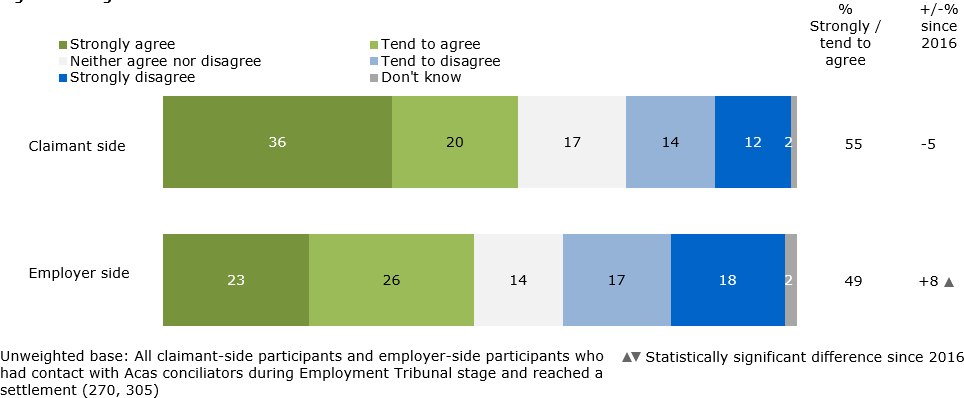 %
Strongly /
tend to
agree
+/-%
since
2016
Strongly agree
Tend to agree
Neither agree nor disagree
Tend to disagree
Strongly disagree
Don't know
Claimant side
36
20
17
14
12
2
55
-5
Employer side
23
26
14
17
18
2
49
+8 ▲
Unweighted base: All claimant-side participants and employer-side participants who
had contact with Acas conciliators during Employment Tribunal stage and reached a
settlement (270, 305)
▲▼ Statistically significant difference since 2016